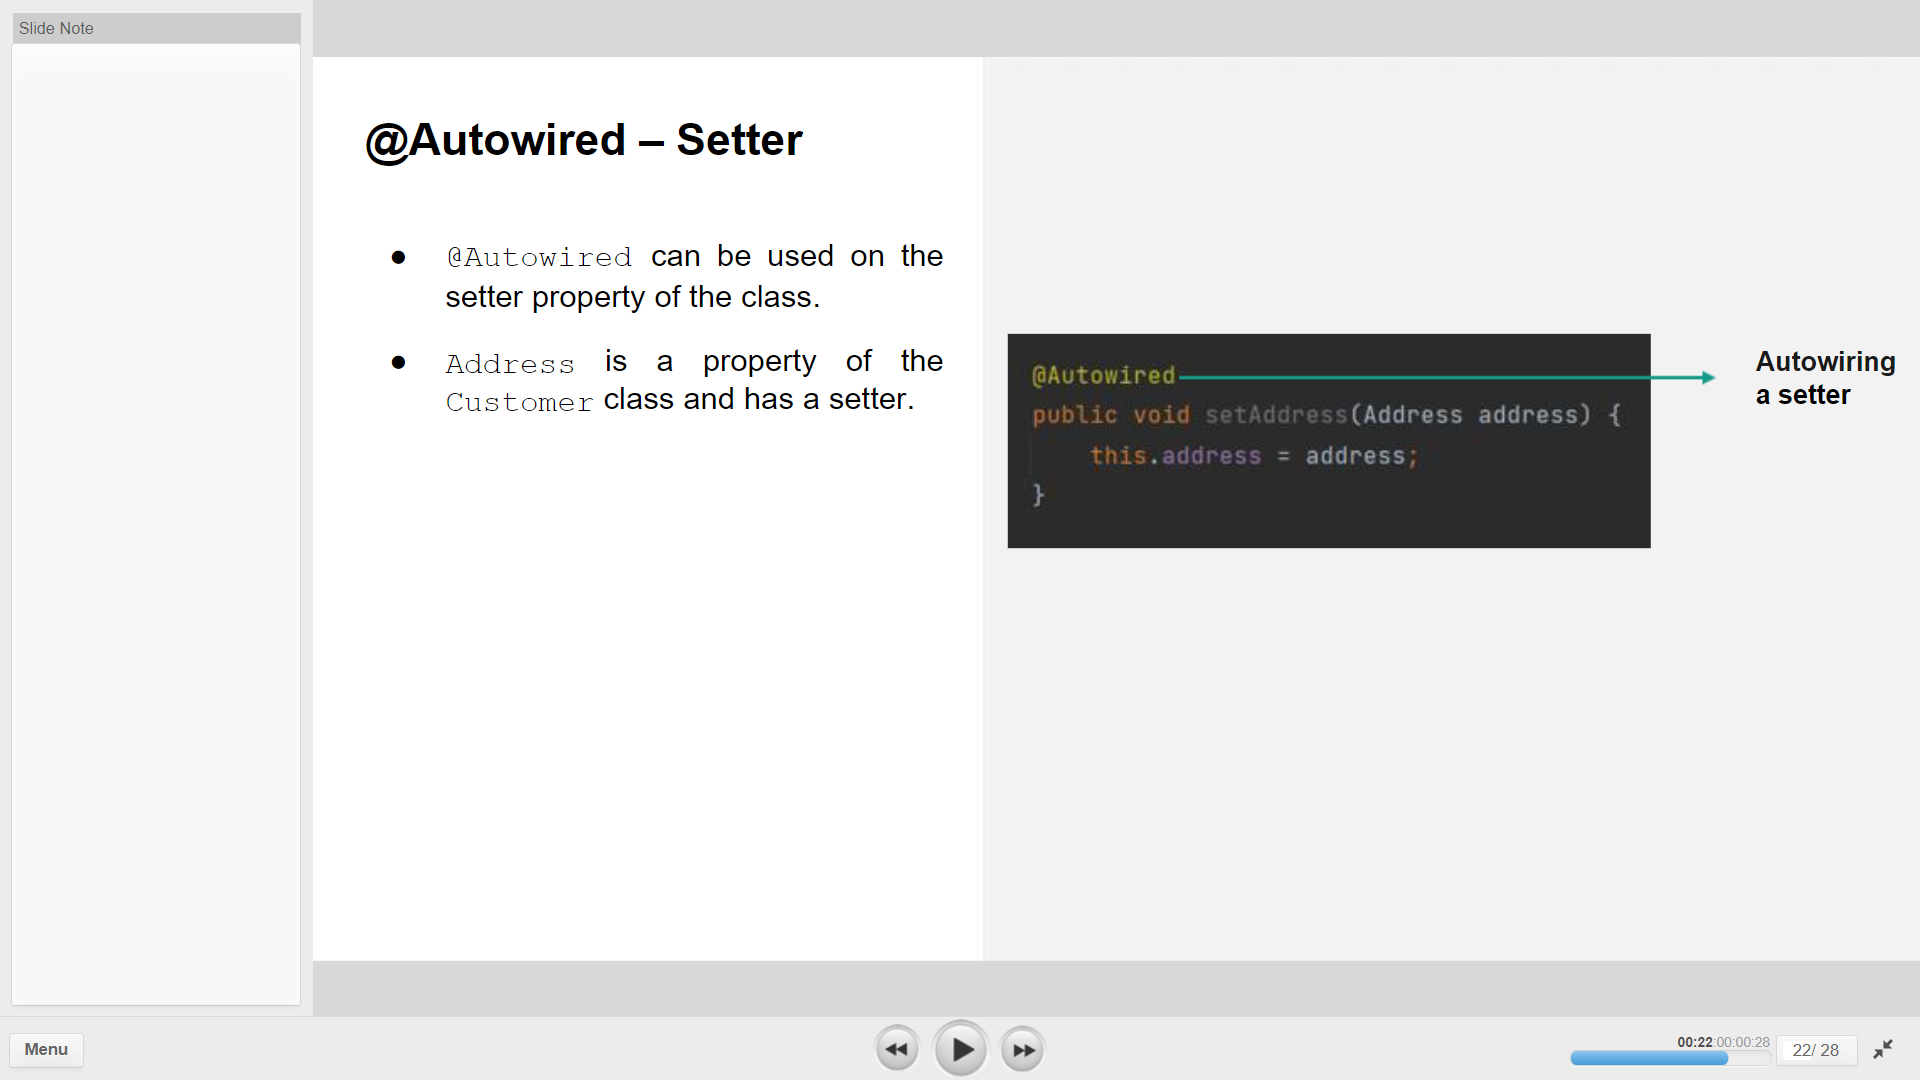 Slide Note
@Autowired – Setter
● @Autowired can be used on the
setter property of the class.
● Address is a property of the
Customer class and has a setter.
@Autowired
public void setAddress(Address address) {
    this.address = address;
}
Autowiring
a setter
Menu
00:22:00:00:28
22/ 28